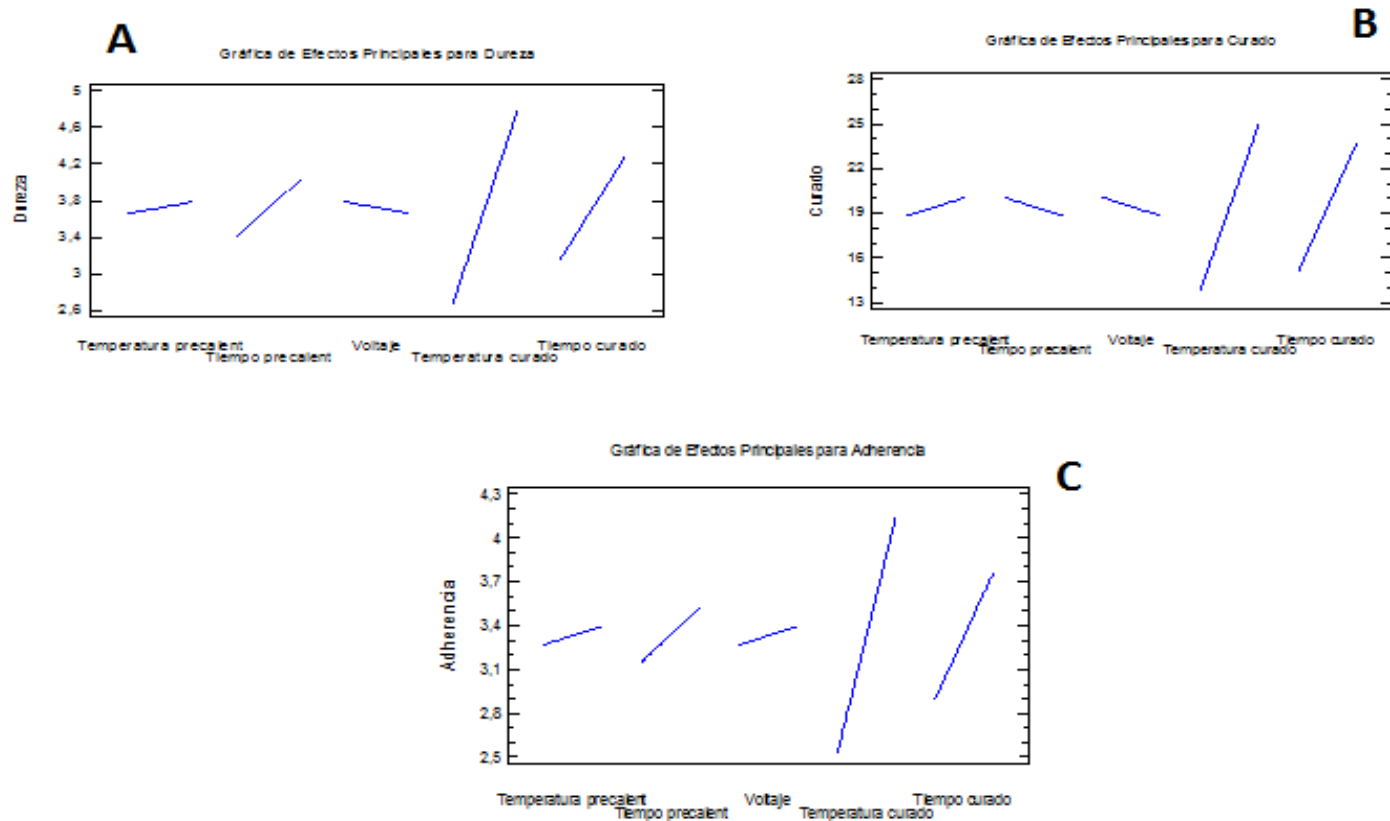 A
Gráfica de Efectos Principales para Dureza
5
4,6
4,2
3,8
3,4
3
2,6
Dureza
Temperatura precalent
Tiempo precalent
Voltaje
Temperatura curado
Tiempo curado
B
Gráfica de Efectos Principales para Curado
28
25
22
19
16
13
Curado
Temperatura precalent
Tiempo precalent
Voltaje
Temperatura curado
Tiempo curado
C
Gráfica de Efectos Principales para Adherencia
4,3
4
3,7
3,4
3,1
2,8
2,5
Adherencia
Temperatura precalent
Tiempo precalent
Voltaje
Temperatura curado
Tiempo curado